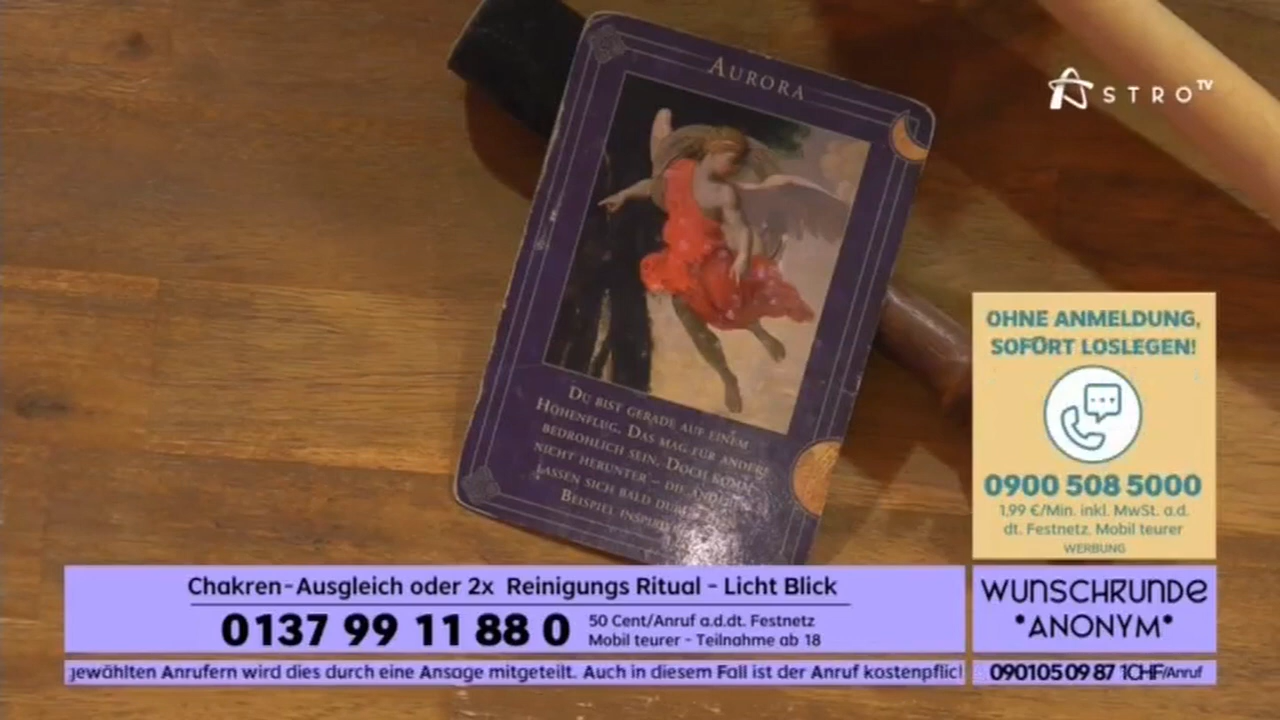 AURORA
ASTRO TV
DU BIST GERADE AUF EINEM
HÖHENFLUG. DAS MAG FÜR ANDERE
BEDROHLICH SEIN. DOCH KOMM
NICHT HERUNTER – DIE
LASSEN SICH BALD
BEISPIEL
OHNE ANMELDUNG,
SOFORT LOSLEGEN!
0900 508 5000
1,99 €/Min. inkl. MwSt. a.d.
dt. Festnetz. Mobil teurer
WERBUNG
Chakren-Ausgleich oder 2x Reinigungs Ritual - Licht Blick
0137 99 11 88 0
50 Cent/Anruf a.d.dt. Festnetz
Mobil teurer - Teilnahme ab 18
WUNSCHRUNDE
*ANONYM*
gewählten Anrufern wird dies durch eine Ansage mitgeteilt. Auch in diesem Fall ist der Anruf kostenpflic
090105 09 87 1CHF/Anruf